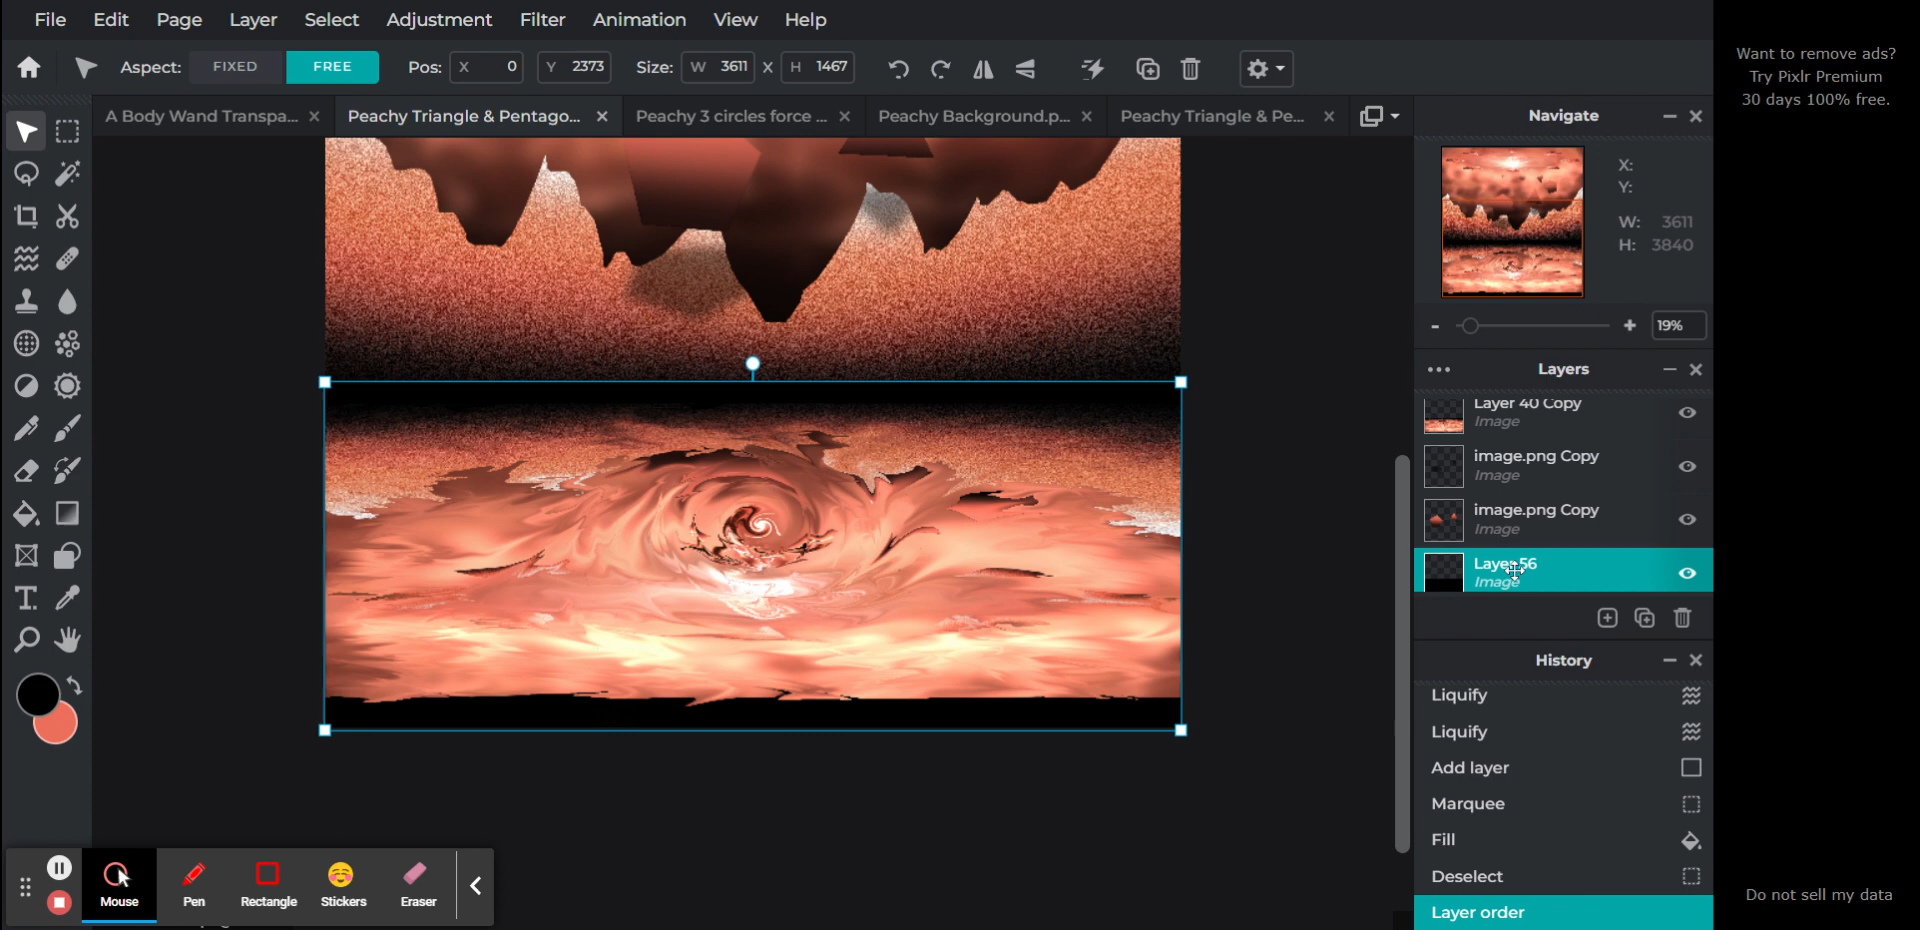 File Edit Page Layer Select Adjustment Filter Animation View Help
Aspect: FIXED FREE Pos: X 0 Y 2373 Size: W 3611 X H 1467
A Body Wand Transpa... Peachy Triangle & Pentago... Peachy 3 circles force ... Peachy Background.p... Peachy Triangle & Pe...
Navigate
X:
Y:
W: 3611
H: 3840
- + 19%
Layers
Layer 40 Copy
Image
image.png Copy
Image
image.png Copy
Image
Layer 56
Image
History
Liquify
Liquify
Add layer
Marquee
Fill
Deselect
Layer order
T
Mouse Pen Rectangle Stickers Eraser
Want to remove ads?
Try Pixlr Premium
30 days 100% free.
Do not sell my data